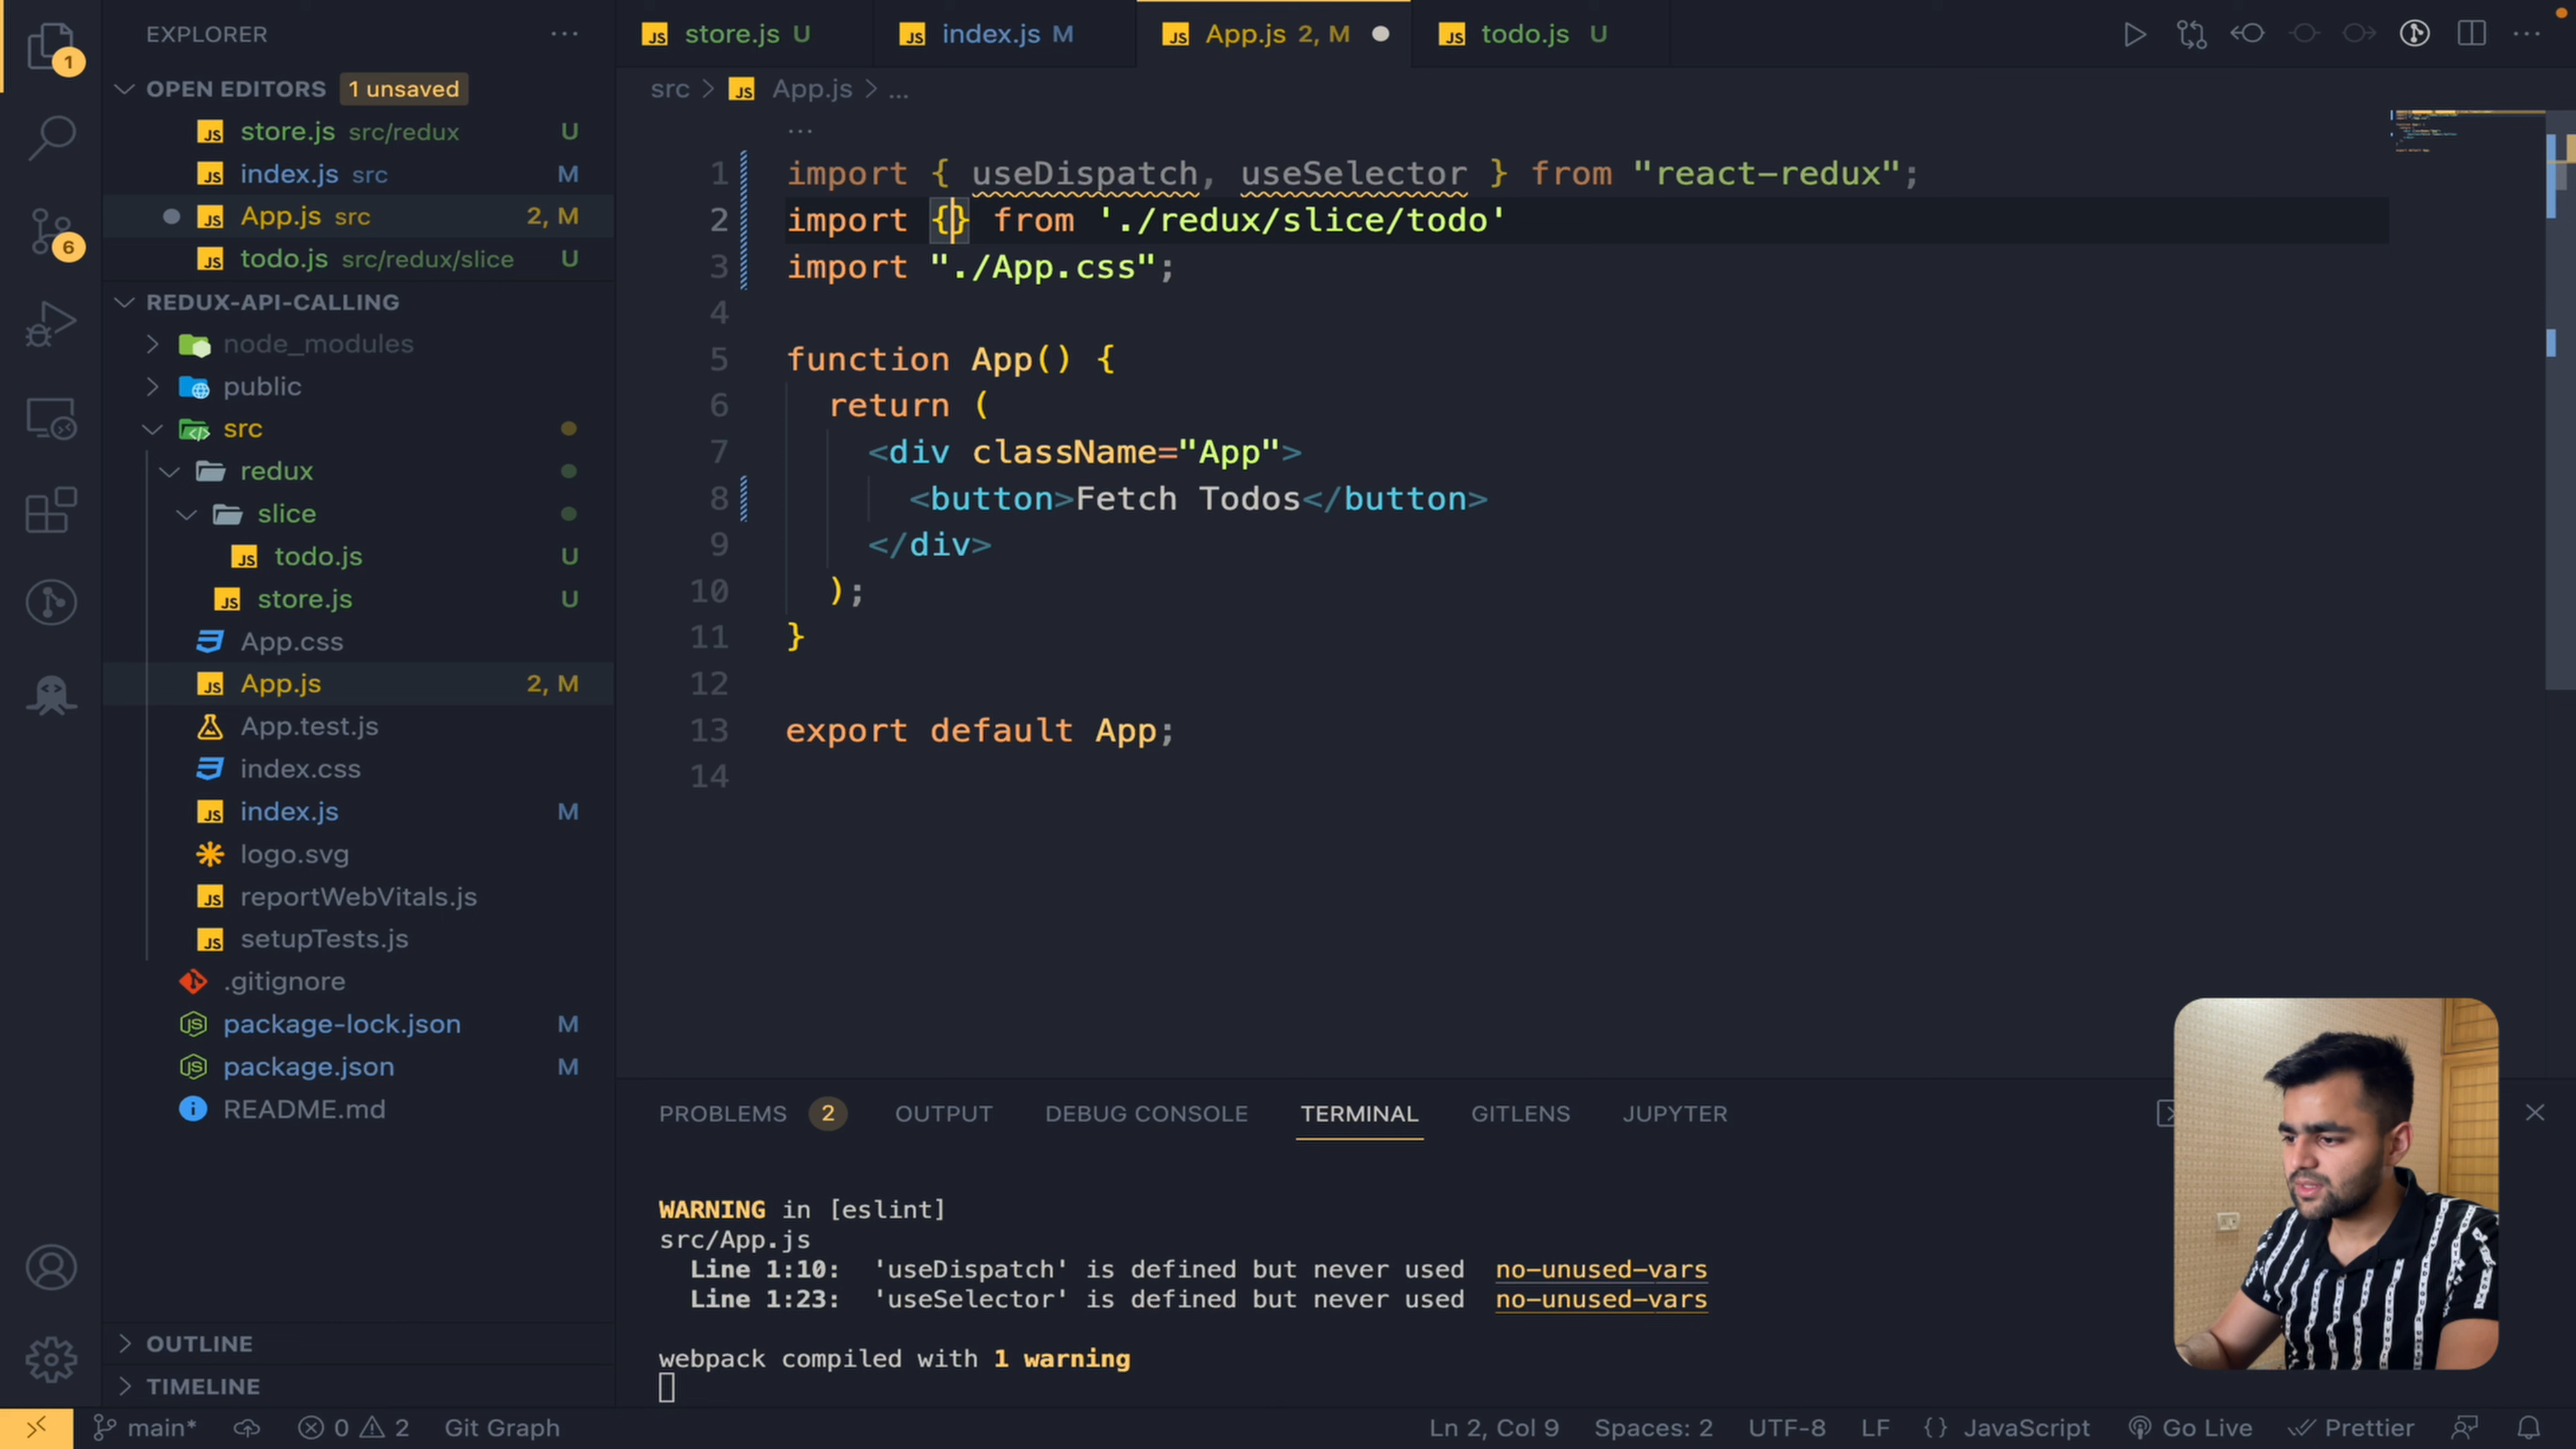 EXPLORER
OPEN EDITORS 1 unsaved
JS store.js src/redux U
JS index.js src M
JS App.js src 2, M
JS todo.js src/redux/slice U
REDUX-API-CALLING
node_modules
public
src
redux
slice
JS todo.js U
JS store.js U
App.css
JS App.js 2, M
App.test.js
index.css
JS index.js M
logo.svg
JS reportWebVitals.js
JS setupTests.js
.gitignore
package-lock.json M
package.json M
README.md
OUTLINE
TIMELINE
1
6
JS store.js U
JS index.js M
JS App.js 2, M
JS todo.js U
src > JS App.js > ...
...
1 import { useDispatch, useSelector } from "react-redux";
2 import {} from './redux/slice/todo'
3 import "./App.css";
4
5 function App() {
6 return (
7 <div className="App">
8 <button>Fetch Todos</button>
9 </div>
10 );
11 }
12
13 export default App;
14
PROBLEMS 2 OUTPUT DEBUG CONSOLE TERMINAL GITLENS JUPYTER
WARNING in [eslint]
src/App.js
Line 1:10: 'useDispatch' is defined but never used no-unused-vars
Line 1:23: 'useSelector' is defined but never used no-unused-vars
webpack compiled with 1 warning
main* 0 2 Git Graph Ln 2, Col 9 Spaces: 2 UTF-8 LF {} JavaScript Go Live Prettier